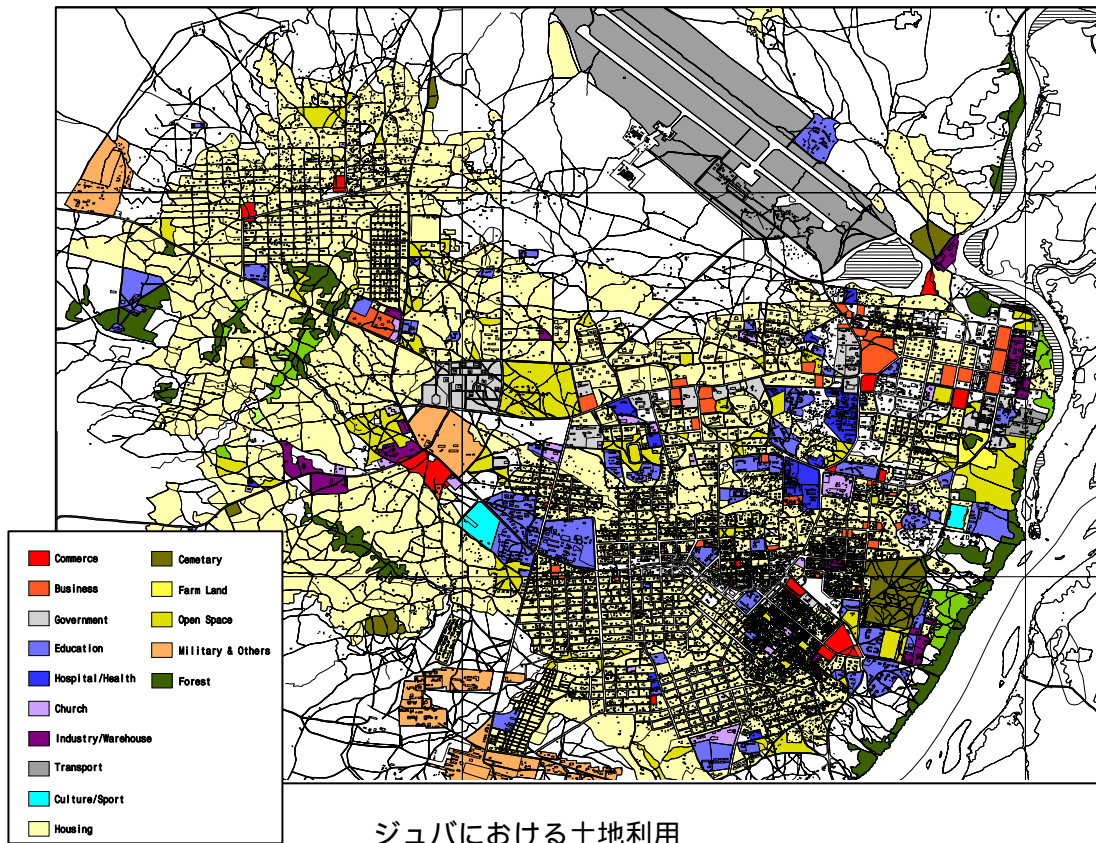 Commerce
Business
Government
Education
Hospital/Health
Church
Industry/Warehouse
Transport
Culture/Sport
Housing
Cemetary
Farm Land
Open Space
Military & Others
Forest
ジュバにおける土地利用